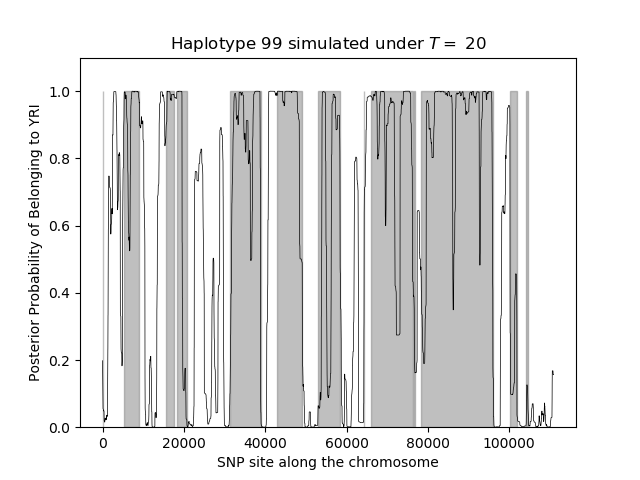 Haplotype 99 simulated under T = 20
Posterior Probability of Belonging to YRI
1.0
0.8
0.6
0.4
0.2
0.0
0 20000 40000 60000 80000 100000
SNP site along the chromosome